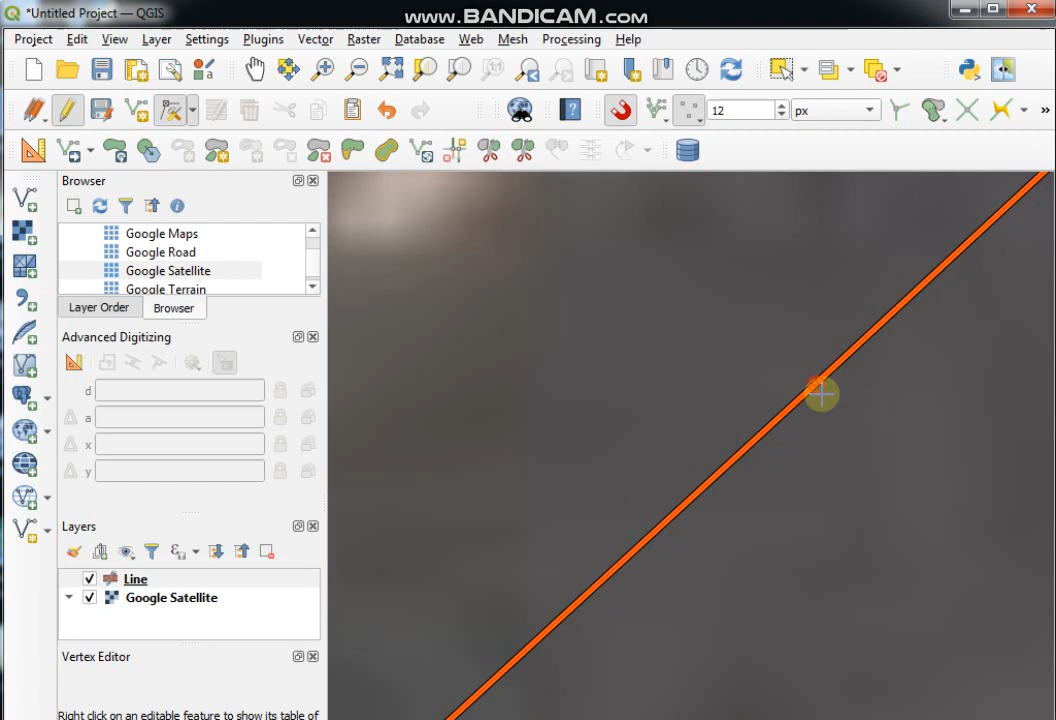 *Untitled Project — QGIS
www.BANDICAM.com
Project Edit View Layer Settings Plugins Vector Raster Database Web Mesh Processing Help
1:1
12 px »
Browser
Google Maps
Google Road
Google Satellite
Google Terrain
Layer Order Browser
Advanced Digitizing
d
a
x
y
Layers
Line
Google Satellite
Vertex Editor
Right click on an editable feature to show its table of